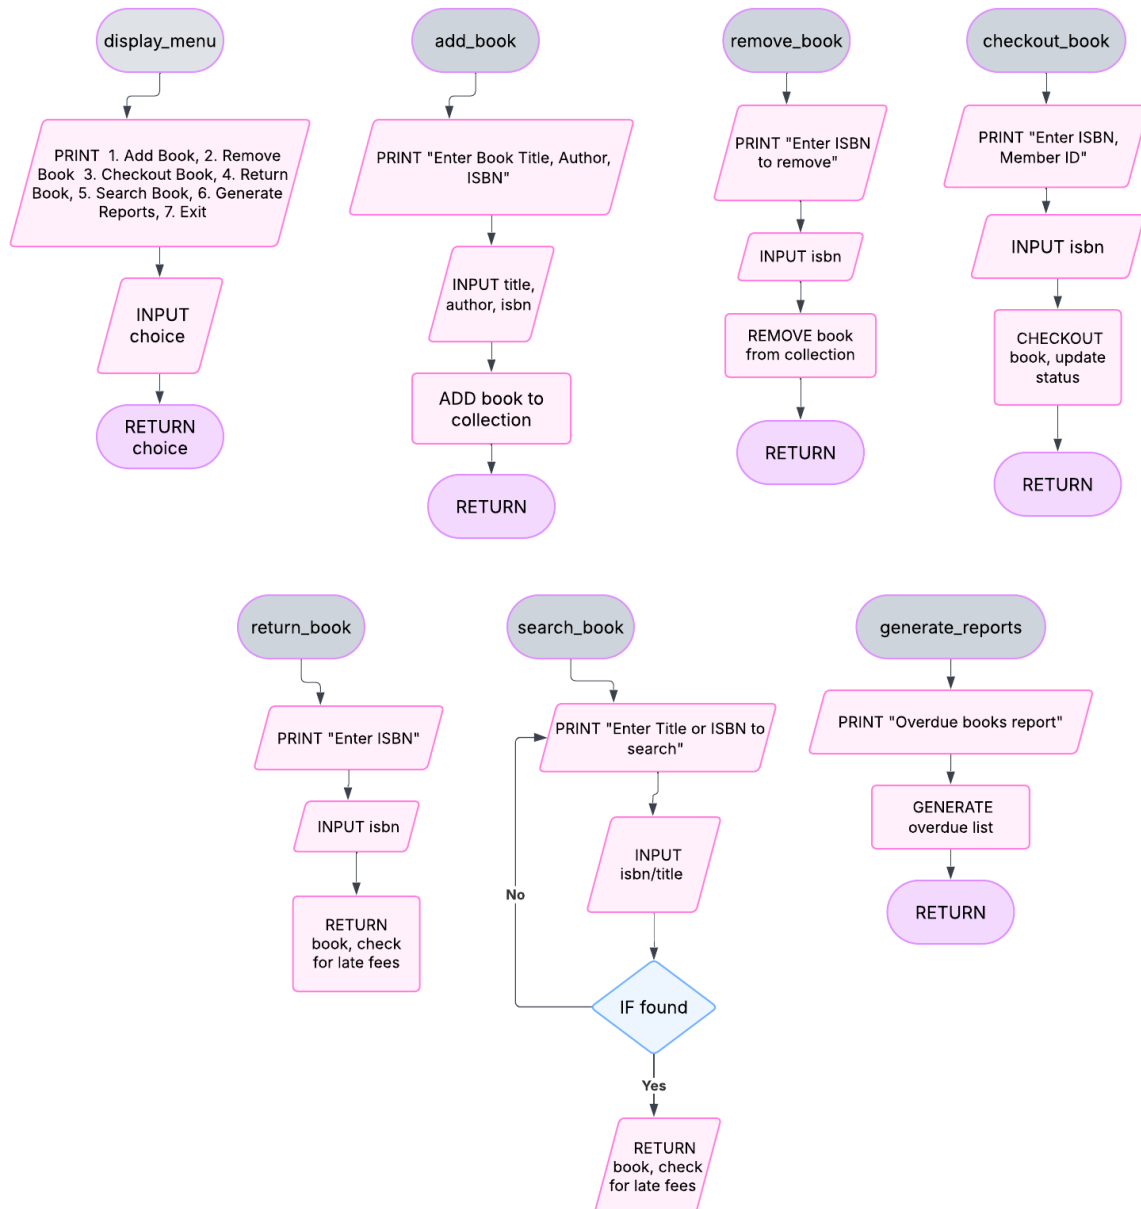 display_menu
add_book
remove_book
checkout_book
PRINT 1. Add Book, 2. Remove
Book 3. Checkout Book, 4. Return
Book, 5. Search Book, 6. Generate
Reports, 7. Exit
INPUT
choice
RETURN
choice
PRINT "Enter Book Title, Author,
ISBN"
INPUT title,
author, isbn
ADD book to
collection
RETURN
PRINT "Enter ISBN
to remove"
INPUT isbn
REMOVE book
from collection
RETURN
PRINT "Enter ISBN,
Member ID"
INPUT isbn
CHECKOUT
book, update
status
RETURN
return_book
PRINT "Enter ISBN"
INPUT isbn
RETURN
book, check
for late fees
search_book
PRINT "Enter Title or ISBN to
search"
INPUT
isbn/title
IF found
No
Yes
RETURN
book, check
for late fees
generate_reports
PRINT "Overdue books report"
GENERATE
overdue list
RETURN